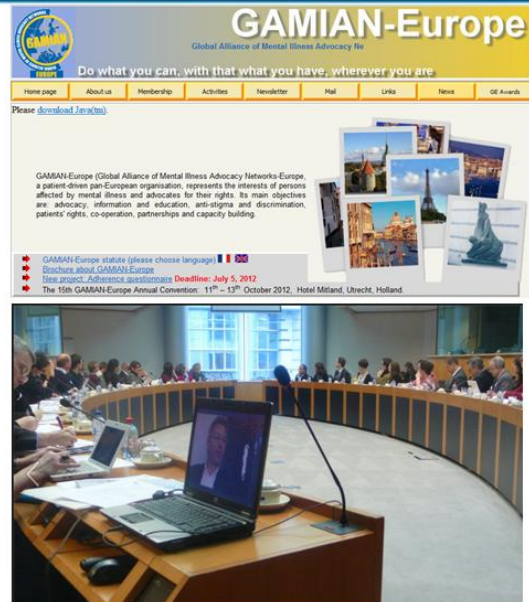 GAMIAN-Europe
Global Alliance of Mental Illness Advocacy Ne
GAMIAN
EUROPE
Do what you can, with that what you have, wherever you are
Home page About us Membership Activities Newsletter Mail Links News GE Awards
Please download Java(tm).
GAMIAN-Europe (Global Alliance of Mental Illness Advocacy Networks-Europe,
a patient-driven pan-European organisation, represents the interests of persons
affected by mental illness and advocates for their rights. Its main objectives
are: advocacy, information and education, anti-stigma and discrimination,
patients' rights, co-operation, partnerships and capacity building.
GAMIAN-Europe statute (please choose language)
Brochure about GAMIAN-Europe
New project: Adherence questionnaire Deadline: July 5, 2012
The 15th GAMIAN-Europe Annual Convention: 11th – 13th October 2012, Hotel Mitland, Utrecht, Holland.